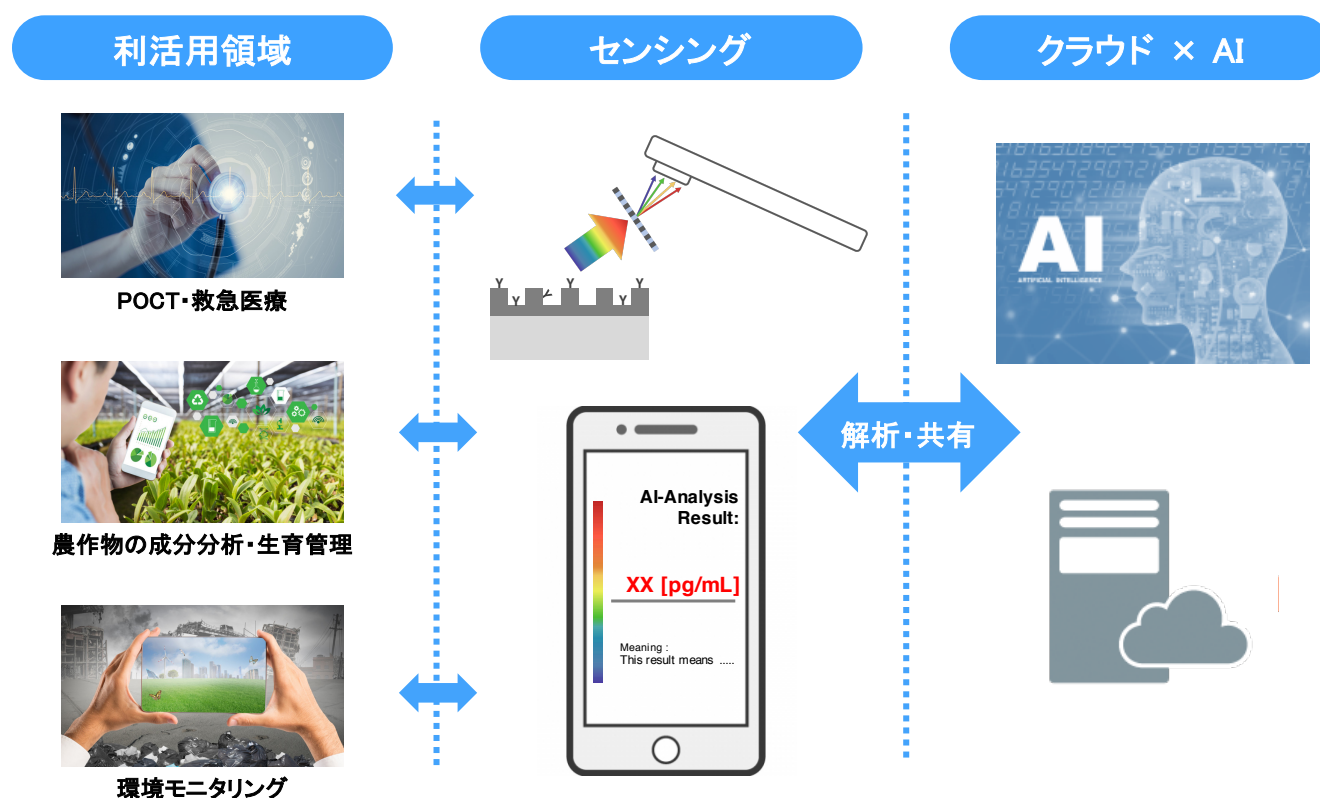 利活用領域
センシング
クラウド × AI
POCT・救急医療
農作物の成分分析・生育管理
環境モニタリング
Y Y Y
Y Y Y
AI-Analysis
Result:
XX [pg/mL]
Meaning :
This result means .....
解析・共有
AI
ARTIFICIAL INTELLIGENCE